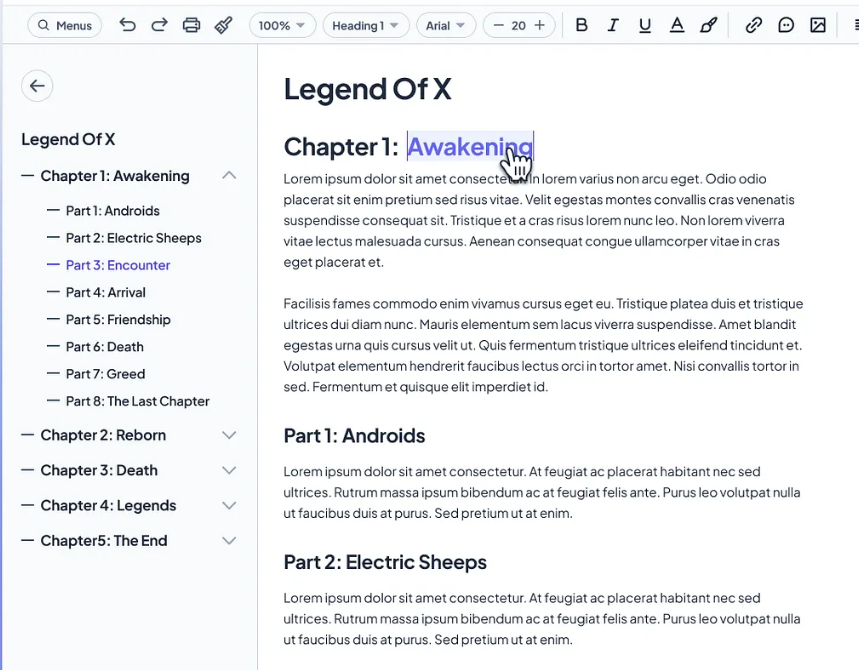 Menus 100% Heading 1 Arial 20 B I U A
Legend Of X
Chapter 1: Awakening
Part 1: Androids
Part 2: Electric Sheeps
Part 3: Encounter
Part 4: Arrival
Part 5: Friendship
Part 6: Death
Part 7: Greed
Part 8: The Last Chapter
Chapter 2: Reborn
Chapter 3: Death
Chapter 4: Legends
Chapter5: The End
Legend Of X
Chapter 1: Awakening
Lorem ipsum dolor sit amet In lorem varius non arcu eget. Odio odio
placerat sit enim pretium sed risus vitae. Velit egestas montes convallis cras venenatis
suspendisse consequat sit. Tristique et a cras risus lorem nunc leo. Non lorem viverra
vitae lectus malesuada cursus. Aenean consequat congue ullamcorper vitae in cras
eget placerat et.
Facilisis fames commodo enim vivamus cursus eget eu. Tristique platea duis et tristique
ultrices dui diam nunc. Mauris elementum sem lacus viverra suspendisse. Amet blandit
egestas urna quis cursus velit ut. Quis fermentum tristique ultrices eleifend tincidunt et.
Volutpat elementum hendrerit faucibus lectus orci in tortor amet. Nisi convallis tortor in
sed. Fermentum et quisque elit imperdiet id.
Part 1: Androids
Lorem ipsum dolor sit amet consectetur. At feugiat ac placerat habitant nec sed
ultrices. Rutrum massa ipsum bibendum ac at feugiat felis ante. Purus leo volutpat nulla
ut faucibus duis at purus. Sed pretium ut at enim.
Part 2: Electric Sheeps
Lorem ipsum dolor sit amet consectetur. At feugiat ac placerat habitant nec sed
ultrices. Rutrum massa ipsum bibendum ac at feugiat felis ante. Purus leo volutpat nulla
ut faucibus duis at purus. Sed pretium ut at enim.